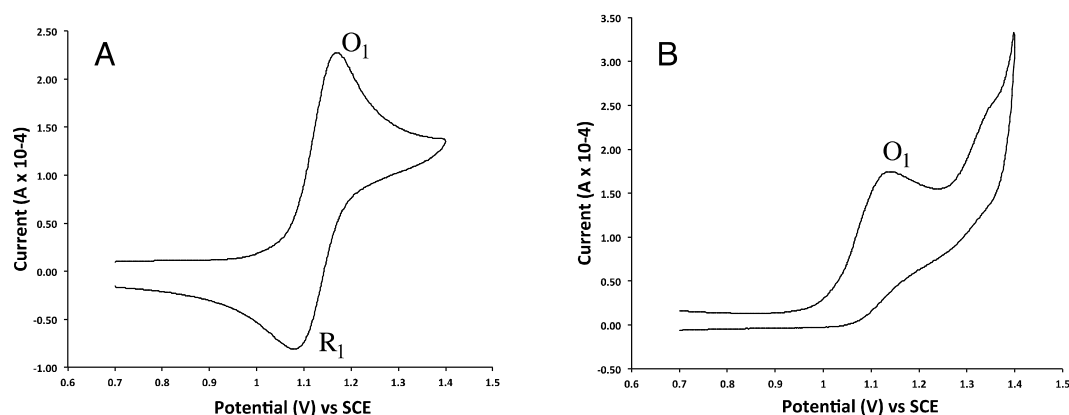 A
O1
R1
2.50
2.00
1.50
1.00
0.50
0.00
-0.50
-1.00
0.6 0.7 0.8 0.9 1 1.1 1.2 1.3 1.4 1.5
Current (A x 10-4)
Potential (V) vs SCE
B
O1
3.50
3.00
2.50
2.00
1.50
1.00
0.50
0.00
-0.50
0.6 0.7 0.8 0.9 1 1.1 1.2 1.3 1.4 1.5
Current (A x 10-4)
Potential (V) vs SCE